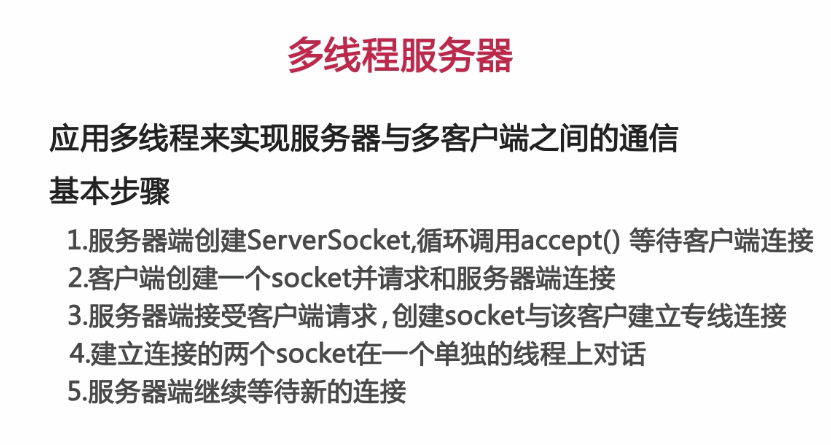 多线程服务器
应用多线程来实现服务器与多客户端之间的通信
基本步骤
1.服务器端创建ServerSocket,循环调用accept() 等待客户端连接
2.客户端创建一个socket并请求和服务器端连接
3.服务器端接受客户端请求,创建socket与该客户建立专线连接
4.建立连接的两个socket在一个单独的线程上对话
5.服务器端继续等待新的连接